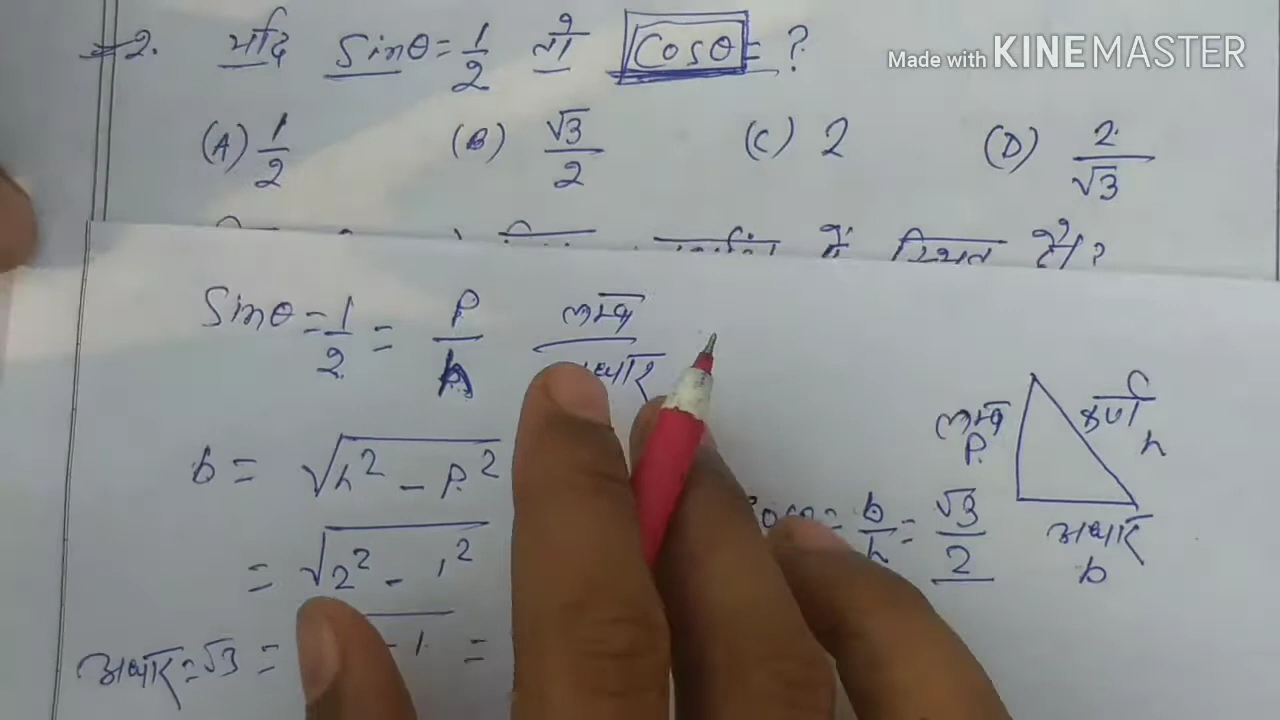 2. यदि Sinθ = 1/2 तो Cosθ = ?
Made with KINEMASTER
(A) 1/2 (B) √3/2 (C) 2 (D) 2/√3
में स्थित है?
Sinθ = 1/2 = P/h लम्ब
b = √h² - P²
= √2² - 1²
आधार = √3 = - 1 =
= b/h = √3/2
लम्ब P
कर्ण h
आधार b